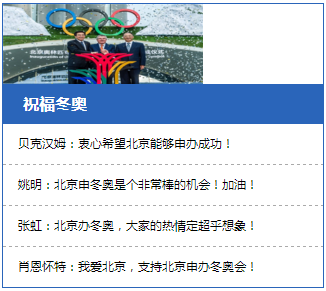 祝福冬奥
贝克汉姆：衷心希望北京能够申办成功！
姚明：北京申冬奥是个非常棒的机会！加油！
张虹：北京办冬奥，大家的热情定超乎想象！
肖恩怀特：我爱北京，支持北京申办冬奥会！